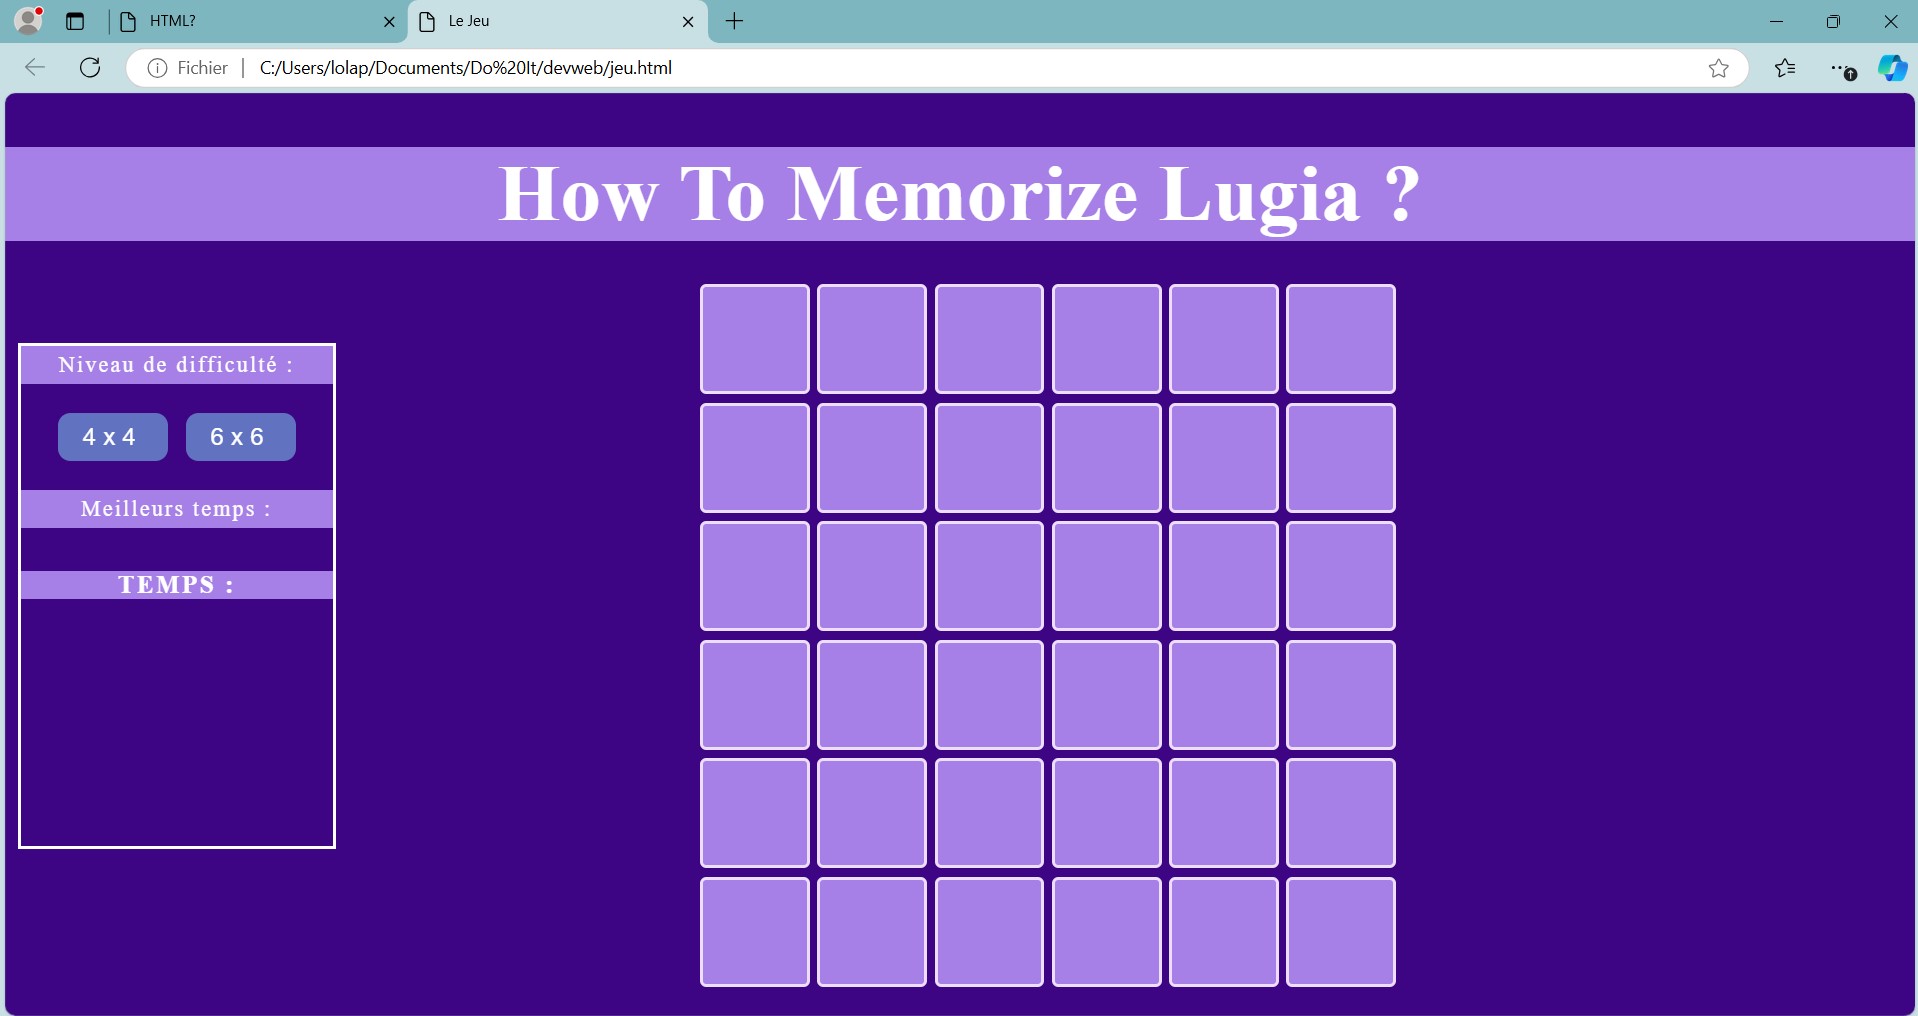 HTML?
Le Jeu
Fichier
C:/Users/lolap/Documents/Do%20It/devweb/jeu.html
How To Memorize Lugia ?
Niveau de difficulté :
4 x 4
6 x 6
Meilleurs temps :
TEMPS :